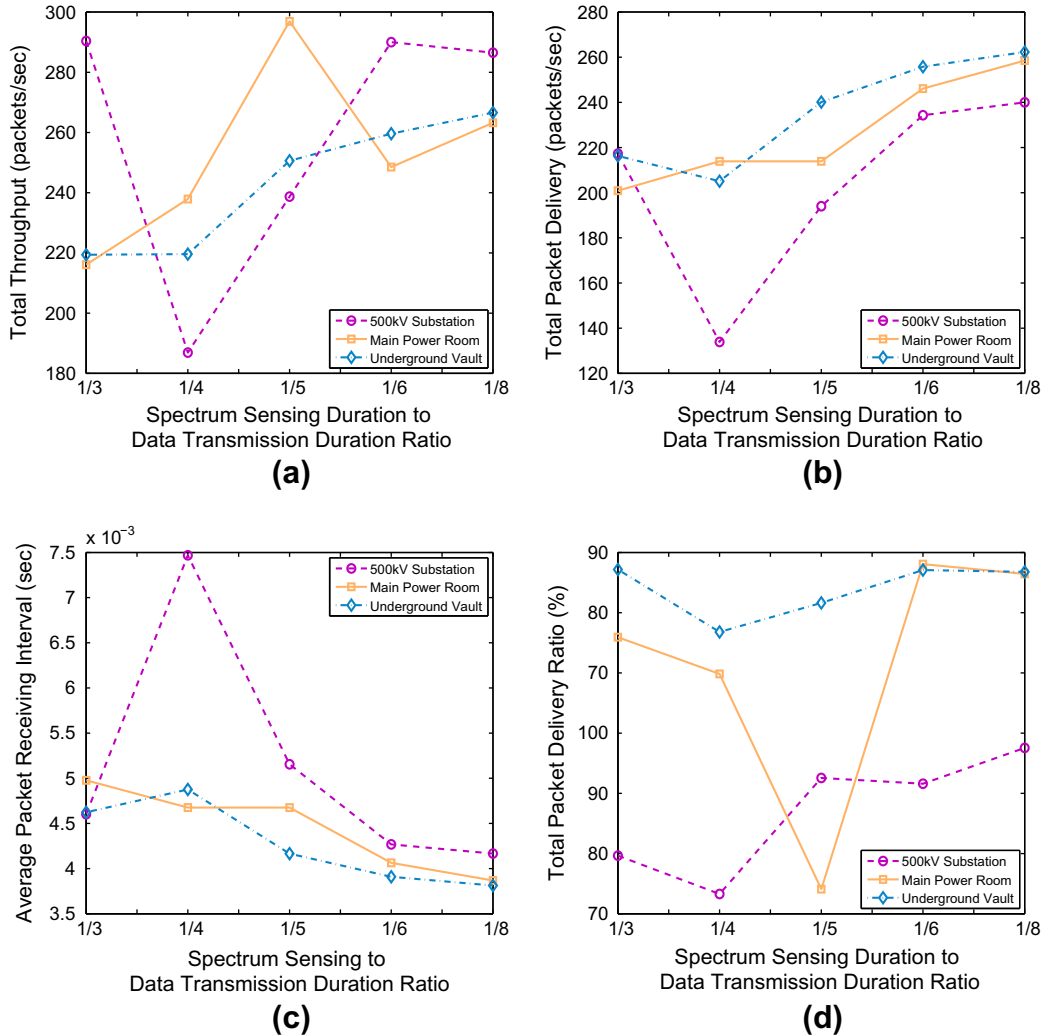 300
280
260
240
220
200
180
Total Throughput (packets/sec)
500kV Substation
Main Power Room
Underground Vault
1/3 1/4 1/5 1/6 1/8
Spectrum Sensing Duration to
Data Transmission Duration Ratio
(a)
280
260
240
220
200
180
160
140
120
Total Packet Delivery (packets/sec)
500kV Substation
Main Power Room
Underground Vault
1/3 1/4 1/5 1/6 1/8
Spectrum Sensing Duration to
Data Transmission Duration Ratio
(b)
x 10⁻³
7.5
7
6.5
6
5.5
5
4.5
4
3.5
Average Packet Receiving Interval (sec)
500kV Substation
Main Power Room
Underground Vault
1/3 1/4 1/5 1/6 1/8
Spectrum Sensing to
Data Transmission Duration Ratio
(c)
90
80
70
100
90
80
70
Total Packet Delivery Ratio (%)
500kV Substation
Main Power Room
Underground Vault
1/3 1/4 1/5 1/6 1/8
Spectrum Sensing Duration to
Data Transmission Duration Ratio
(d)